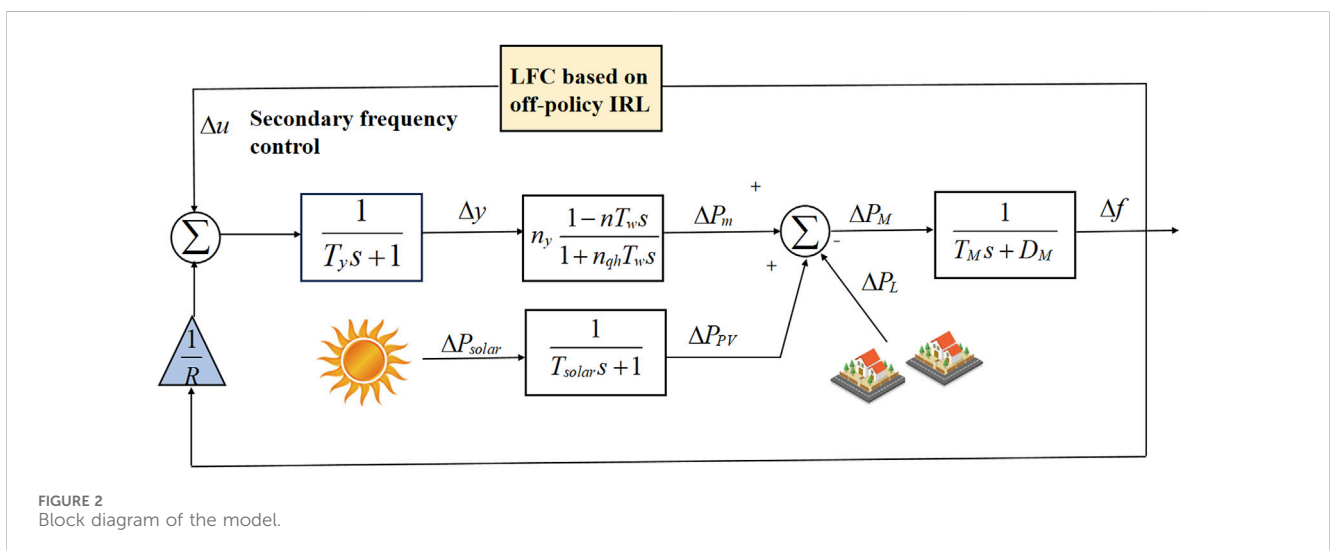 LFC based on
off-policy IRL
Δu
Secondary frequency
control
Σ
1
T_y s + 1
Δy
n_y (1 − nT_w s) / (1 + n_qh T_w s)
ΔP_m
+
Σ
-
+
ΔP_M
1
T_M s + D_M
Δf
ΔP_L
1
R
ΔP_solar
1
T_solar s + 1
ΔP_PV
FIGURE 2
Block diagram of the model.